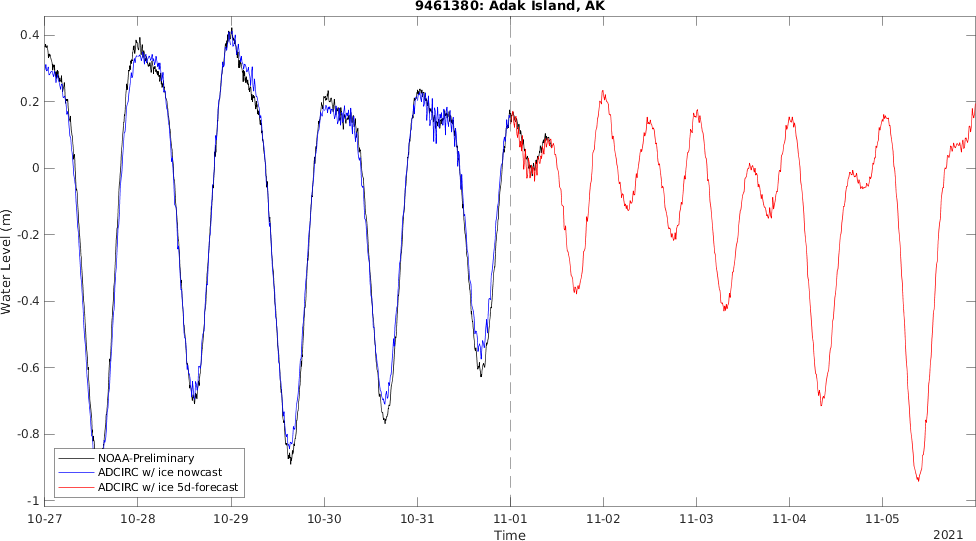 9461380: Adak Island, AK
Water Level (m)
0.4
0.2
0
-0.2
-0.4
-0.6
-0.8
-1
NOAA-Preliminary
ADCIRC w/ ice nowcast
ADCIRC w/ ice 5d-forecast
10-27 10-28 10-29 10-30 10-31 11-01 11-02 11-03 11-04 11-05
Time
2021